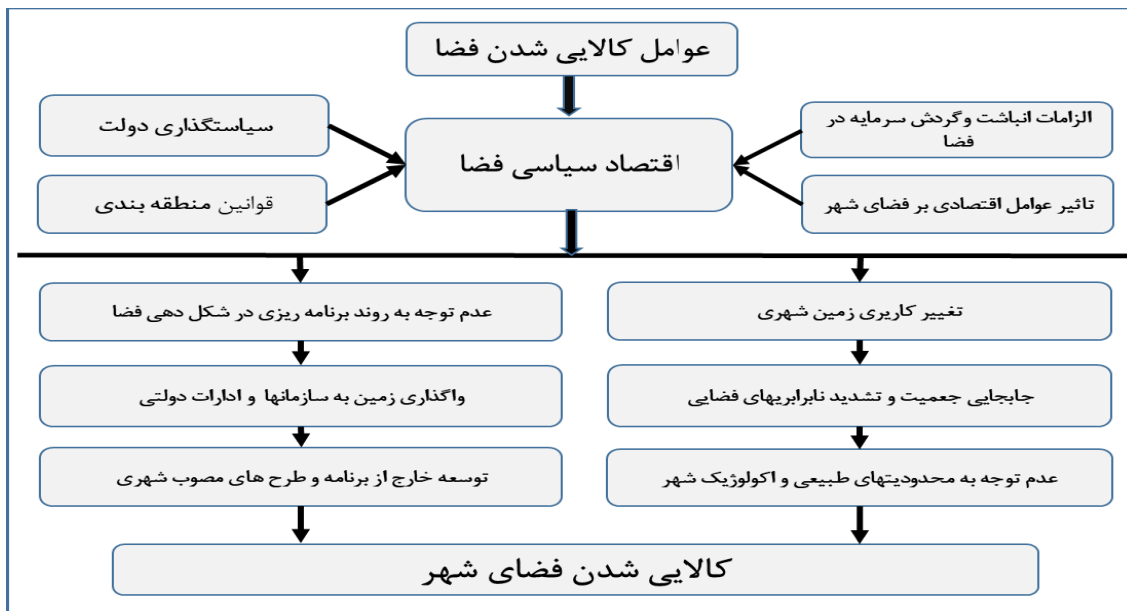 عوامل کالایی شدن فضا
الزامات انباشت وگردش سرمایه در
فضا
سیاستگذاری دولت
اقتصاد سیاسی فضا
تاثیر عوامل اقتصادی بر فضای شهر
قوانین منطقه بندی
تغییر کاربری زمین شهری
عدم توجه به روند برنامه ریزی در شکل دهی فضا
جابجایی جمعیت و تشدید نابرابریهای فضایی
واگذاری زمین به سازمانها و ادارات دولتی
عدم توجه به محدودیتهای طبیعی و اکولوژیک شهر
توسعه خارج از برنامه و طرح های مصوب شهری
کالایی شدن فضای شهر